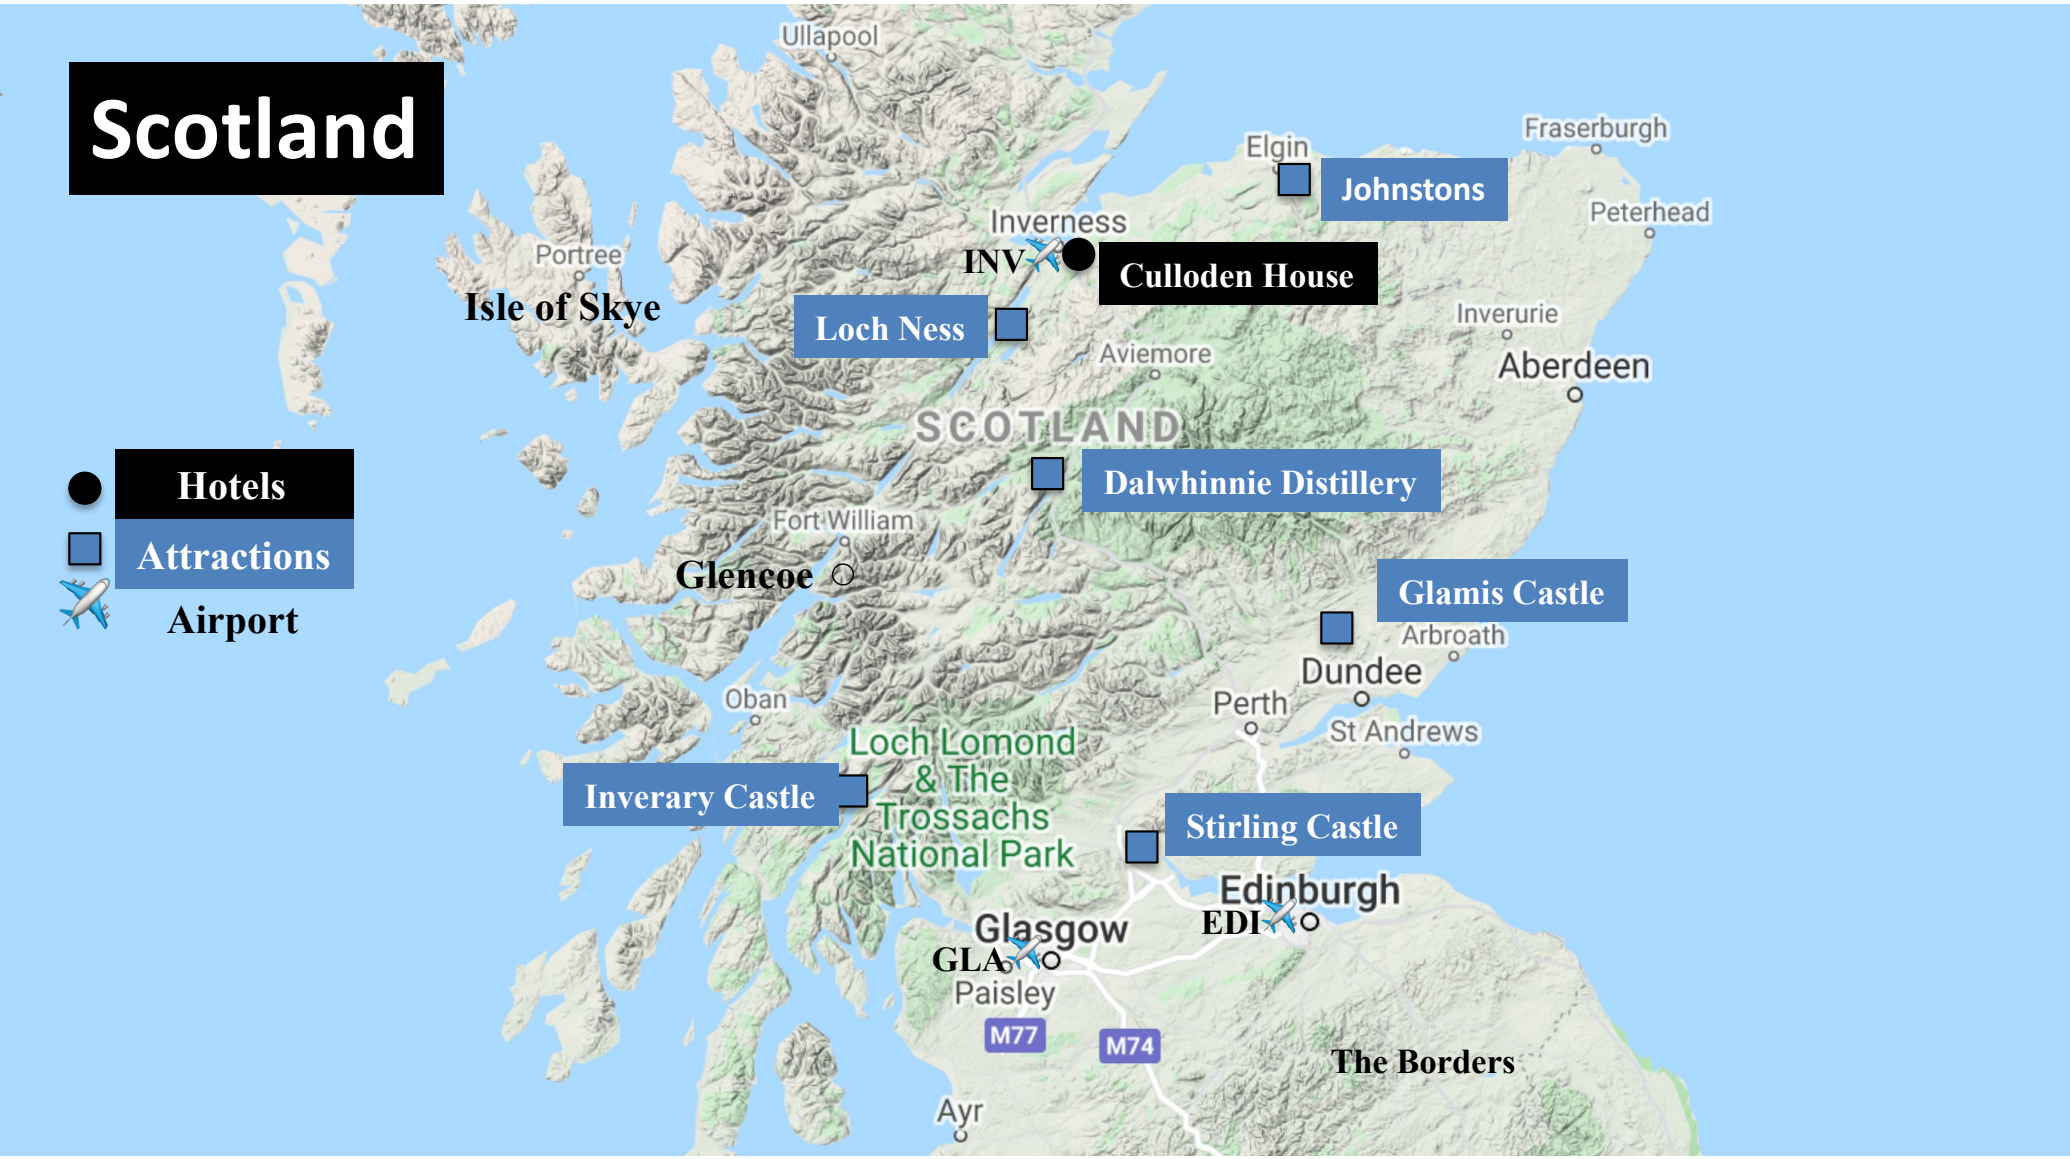 Ullapool
Scotland
Fraserburgh
Elgin
Johnstons
Peterhead
Inverness
Portree
INV
Culloden House
Isle of Skye
Loch Ness
Inverurie
Aviemore
Aberdeen
SCOTLAND
Hotels
Dalwhinnie Distillery
Fort William
Attractions
Glencoe
Glamis Castle
Airport
Arbroath
Dundee
Oban
Perth
St Andrews
Loch Lomond
& The
Trossachs
National Park
Inverary Castle
Stirling Castle
Edinburgh
EDI
Glasgow
GLA
Paisley
M77
M74
The Borders
Ayr